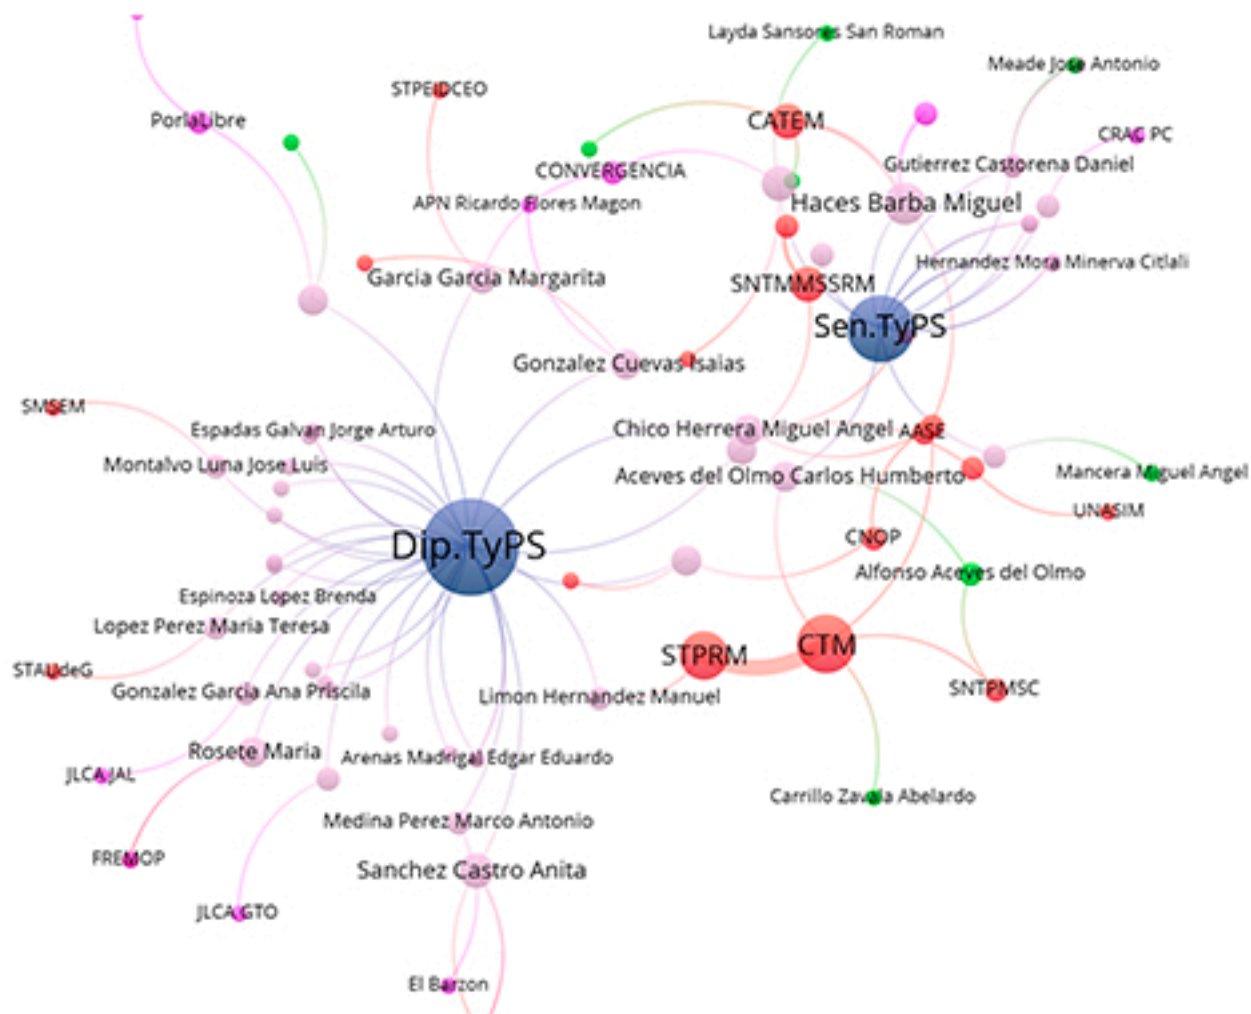 Layda Sansores San Roman
Meade Jose Antonio
STPEIDCEO
PorlaLibre
CATEM
CRAC PC
CONVERGENCIA
Gutierrez Castorena Daniel
APN Ricardo Flores Magon
Haces Barba Miguel
Garcia Garcia Margarita
Hernandez Mora Minerva Citlali
SNTMMSSRM
Sen.TyPS
Gonzalez Cuevas Isaias
SMSEM
Espadas Galvan Jorge Arturo
Chico Herrera Miguel Angel
AASE
Montalvo Luna Jose Luis
Aceves del Olmo Carlos Humberto
Mancera Miguel Angel
UNASIM
Dip.TyPS
CNOP
Alfonso Aceves del Olmo
Espinoza Lopez Brenda
Lopez Perez Maria Teresa
STAUdeG
STPRM
CTM
Gonzalez Garcia Ana Priscila
Limon Hernandez Manuel
SNTPMSC
Rosete Maria
Arenas Madrigal Edgar Eduardo
JLCA JAL
Carrillo Zavala Abelardo
Medina Perez Marco Antonio
FREMOP
Sanchez Castro Anita
JLCA GTO
El Barzon